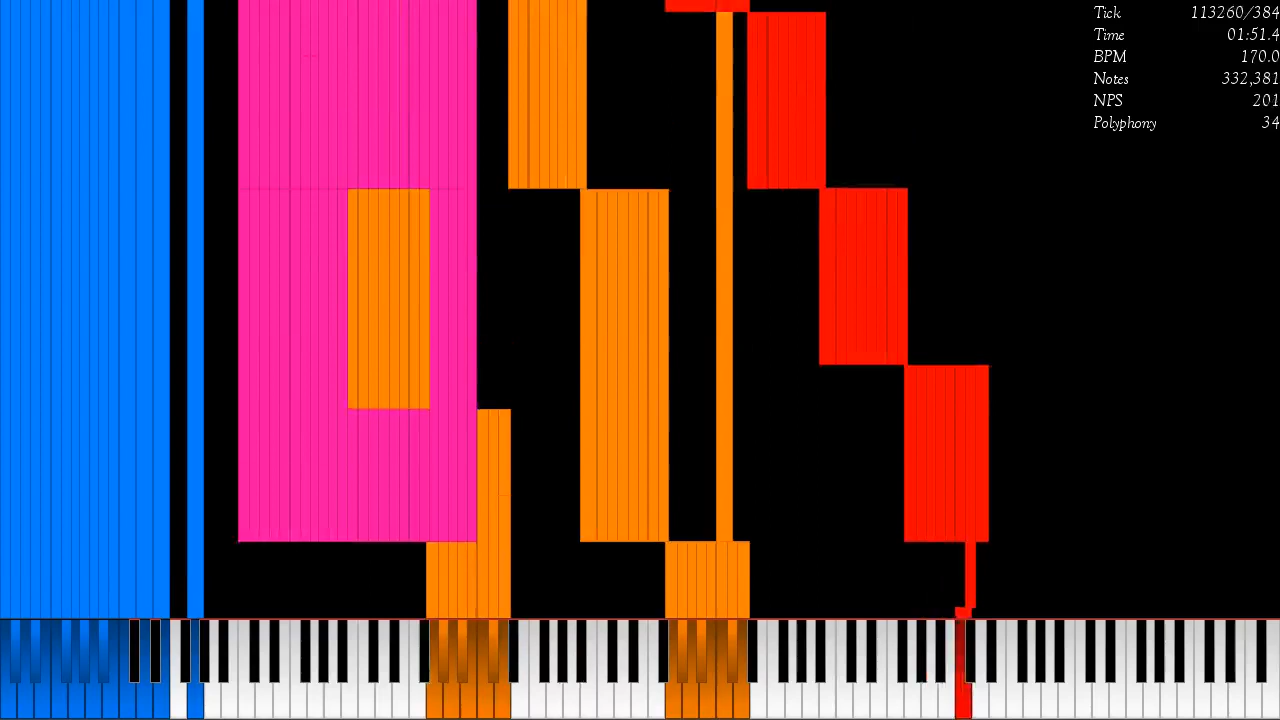 Tick 113260/384
Time 01:51.4
BPM 170.0
Notes 332,381
NPS 201
Polyphony 34